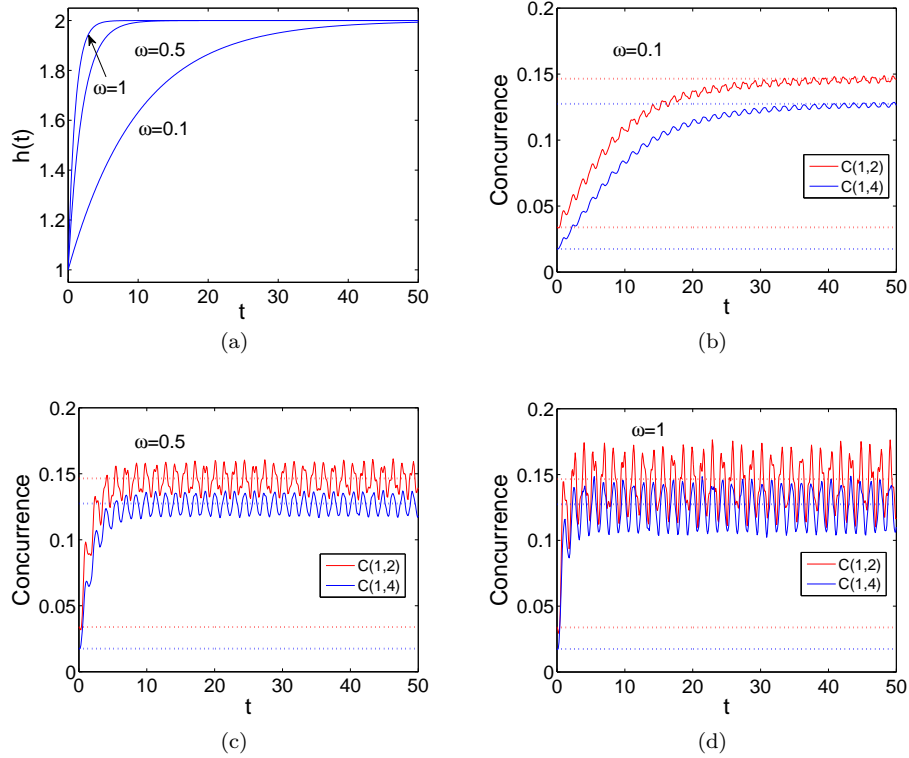 h(t)
2
1.8
1.6
1.4
1.2
1
ω=0.5
ω=1
ω=0.1
0 10 20 30 40 50
t
(a)
Concurrence
0.2
0.15
0.1
0.05
0
ω=0.1
C(1,2)
C(1,4)
0 10 20 30 40 50
t
(b)
Concurrence
0.2
0.15
0.1
0.05
0
ω=0.5
C(1,2)
C(1,4)
0 10 20 30 40 50
t
(c)
Concurrence
0.2
0.15
0.1
0.05
0
ω=1
C(1,2)
C(1,4)
0 10 20 30 40 50
t
(d)